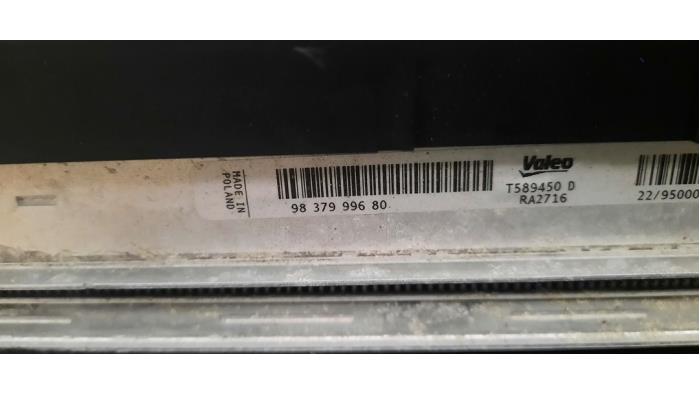 MADE IN
POLAND
98 379 996 80
Valeo
T589450 D
RA2716
22/95000